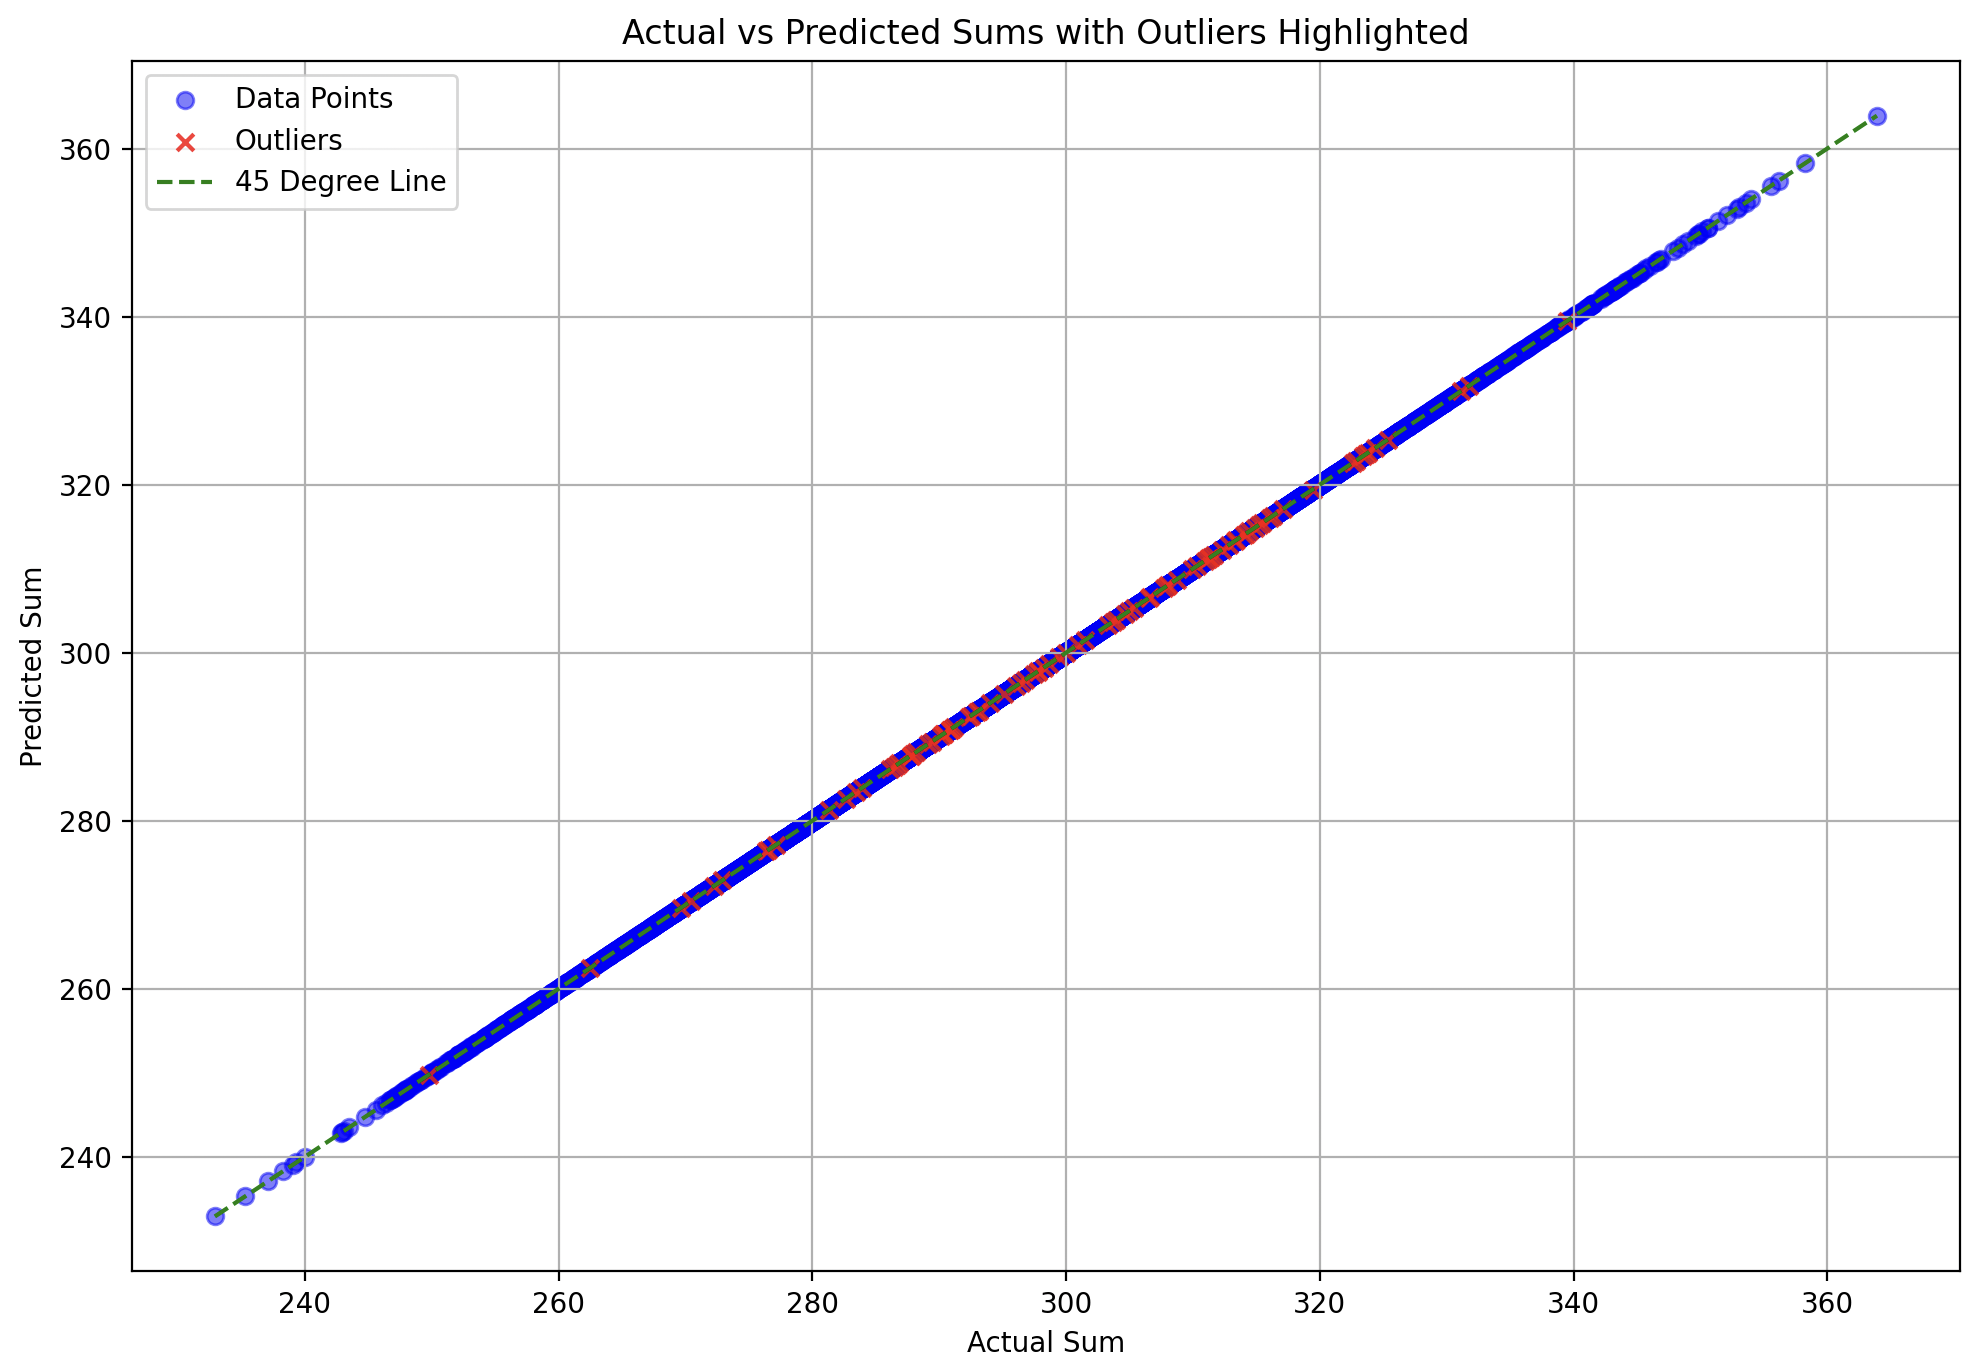 Actual vs Predicted Sums with Outliers Highlighted
Data Points
Outliers
45 Degree Line
360
340
320
300
280
260
240
Predicted Sum
240
260
280
300
320
340
360
Actual Sum